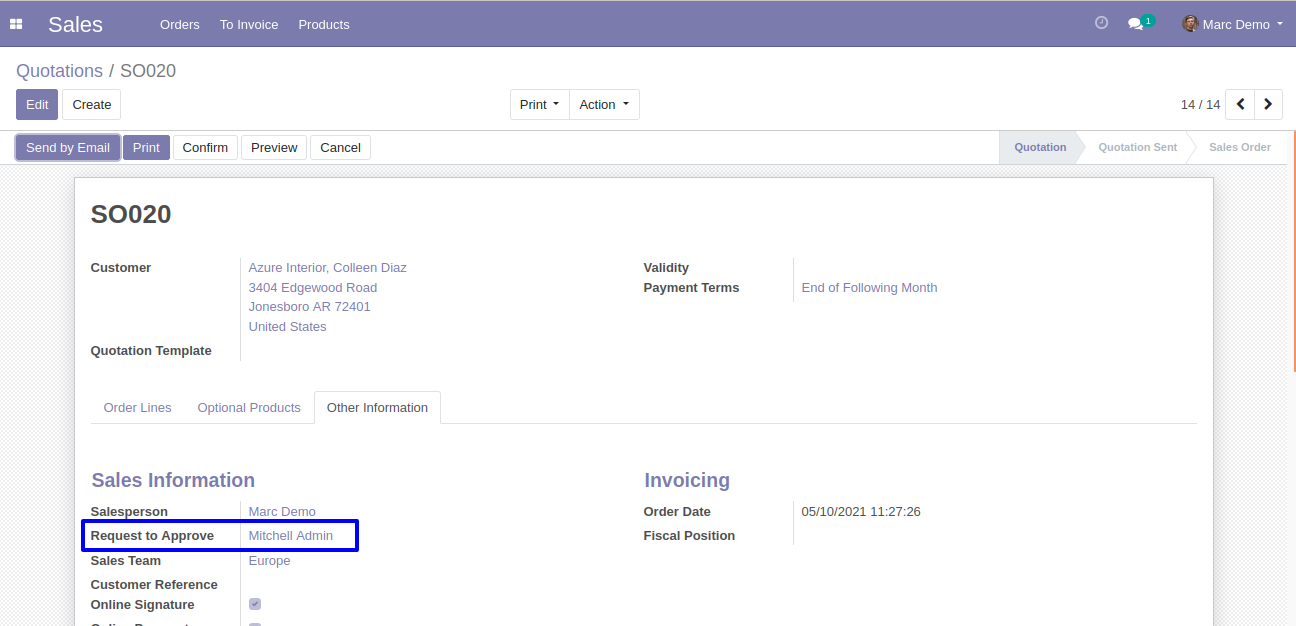 Sales Orders To Invoice Products 1 Marc Demo
Quotations / SO020
Edit Create Print Action 14 / 14
Send by Email Print Confirm Preview Cancel Quotation Quotation Sent Sales Order
SO020
Customer Azure Interior, Colleen Diaz
3404 Edgewood Road
Jonesboro AR 72401
United States
Quotation Template
Validity
Payment Terms End of Following Month
Order Lines Optional Products Other Information
Sales Information
Salesperson Marc Demo
Request to Approve Mitchell Admin
Sales Team Europe
Customer Reference
Online Signature
Invoicing
Order Date 05/10/2021 11:27:26
Fiscal Position